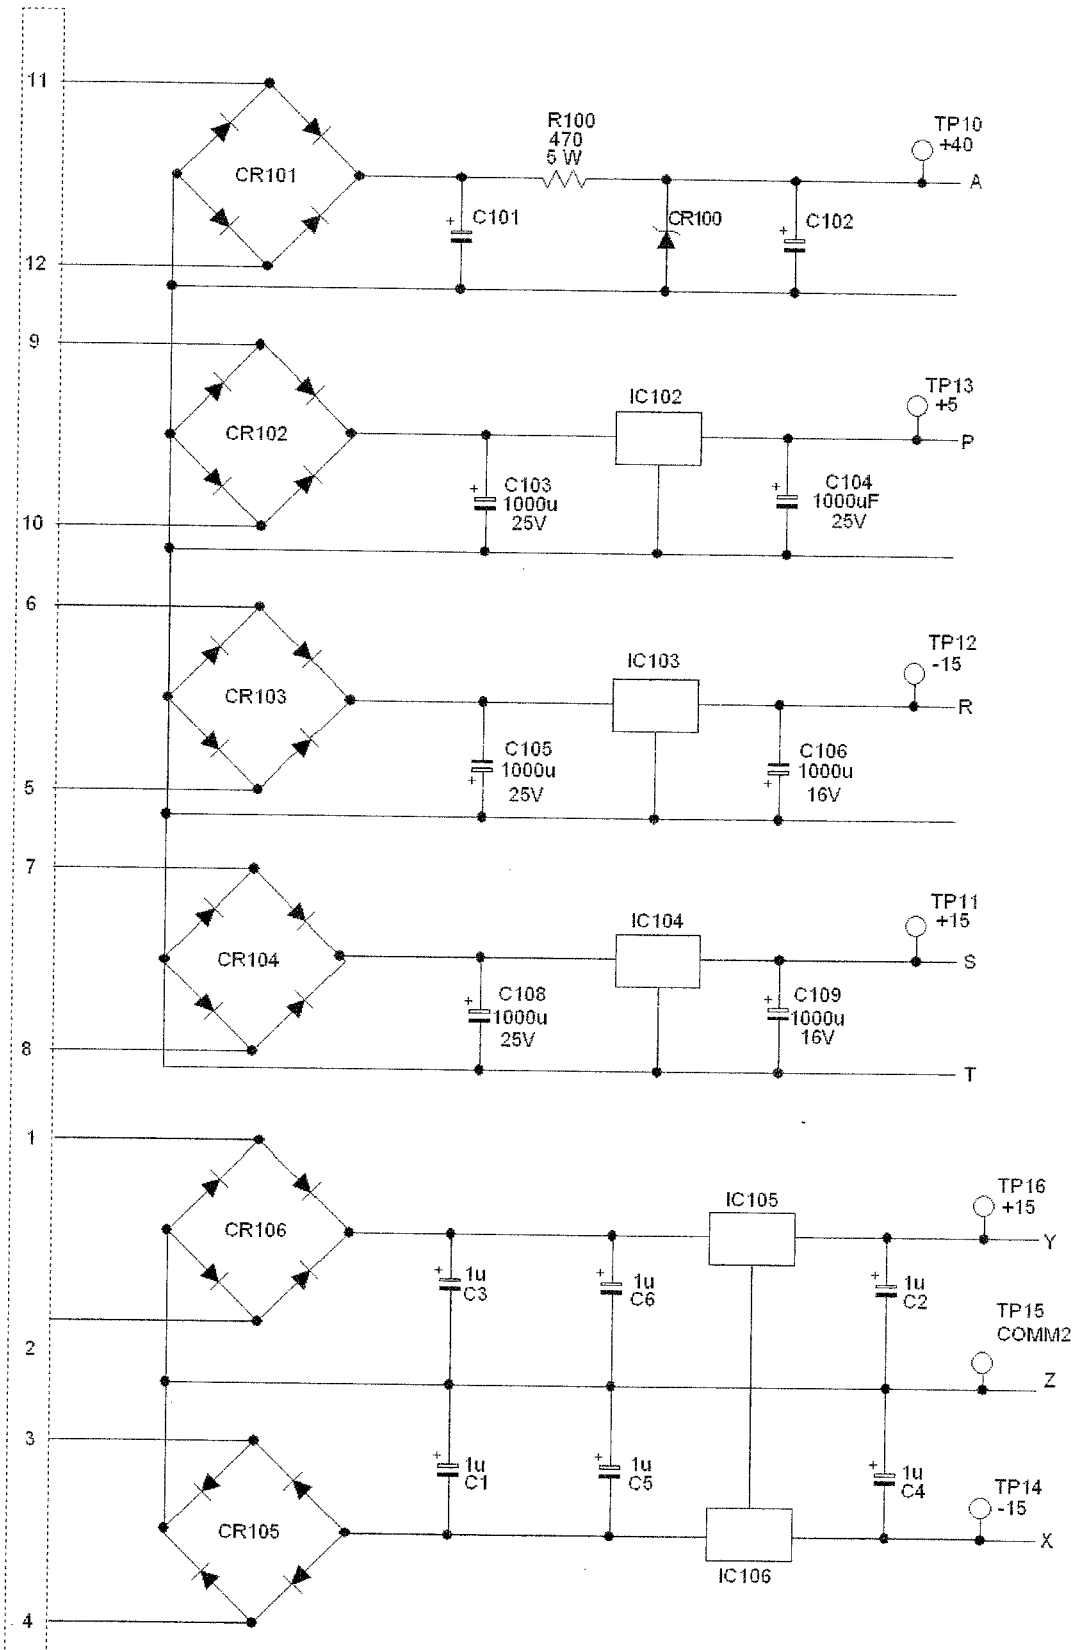 11
R100
470
5 W
TP10
+40
CR101
A
C101
CR100
C102
12
9
TP13
+5
IC102
CR102
P
C103
1000u
25V
C104
1000uF
25V
10
6
TP12
-15
IC103
CR103
R
C105
1000u
25V
C106
1000u
16V
5
7
TP11
+15
IC104
CR104
S
C108
1000u
25V
C109
1000u
16V
8
T
1
TP16
+15
IC105
CR106
Y
1u
C3
1u
C6
1u
C2
TP15
COMM2
2
Z
3
1u
C1
1u
C5
1u
C4
TP14
-15
CR105
X
IC106
4